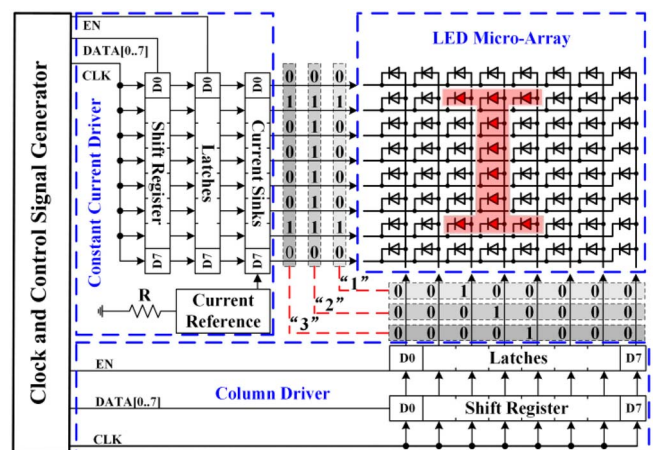 Clock and Control Signal Generator
EN
DATA[0..7]
CLK
Constant Current Driver
D0
Shift Register
D7
D0
Latches
D7
D0
Current Sinks
D7
R
Current
Reference
0 0 0
1 1 1
0 1 0
0 1 0
0 1 0
0 1 0
1 1 1
0 0 0
LED Micro-Array
"1"
"2"
"3"
0 0 1 0 0 0 0 0
0 0 0 1 0 0 0 0
0 0 0 0 1 0 0 0
EN
D0 Latches D7
Column Driver
DATA[0..7]
D0 Shift Register D7
CLK